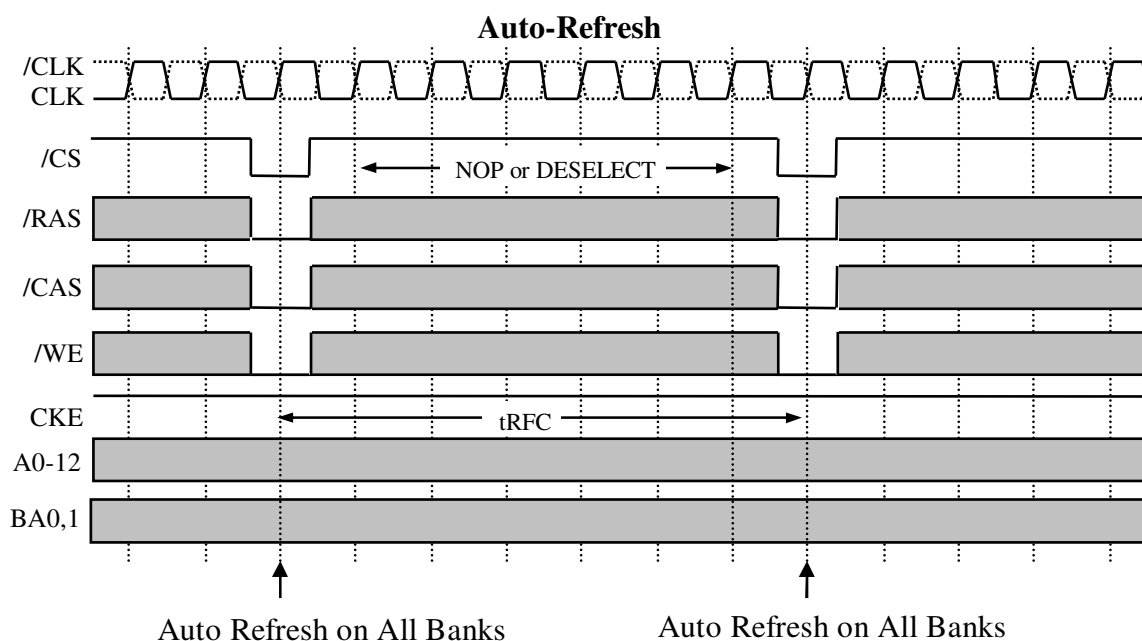 Auto-Refresh
/CLK
CLK
/CS
NOP or DESELECT
/RAS
/CAS
/WE
CKE
tRFC
A0-12
BA0,1
Auto Refresh on All Banks
Auto Refresh on All Banks